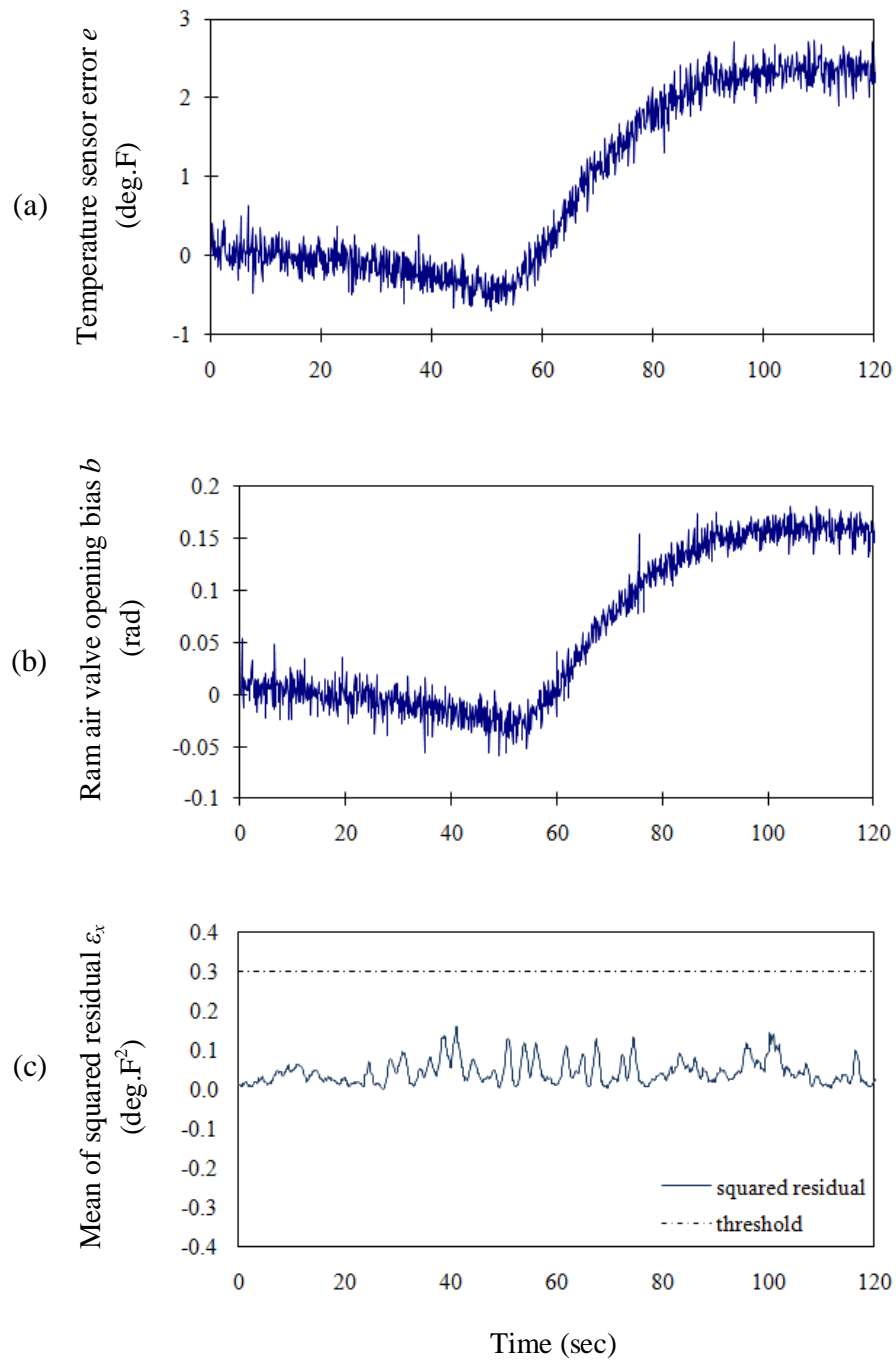 (a)
Temperature sensor error e
(deg.F)
3
2
1
0
-1
0 20 40 60 80 100 120
(b)
Ram air valve opening bias b
(rad)
0.2
0.15
0.1
0.05
0
-0.05
-0.1
0 20 40 60 80 100 120
(c)
Mean of squared residual εx
(deg.F²)
0.4
0.3
0.2
0.1
0.0
-0.1
-0.2
-0.3
-0.4
squared residual
threshold
0 20 40 60 80 100 120
Time (sec)